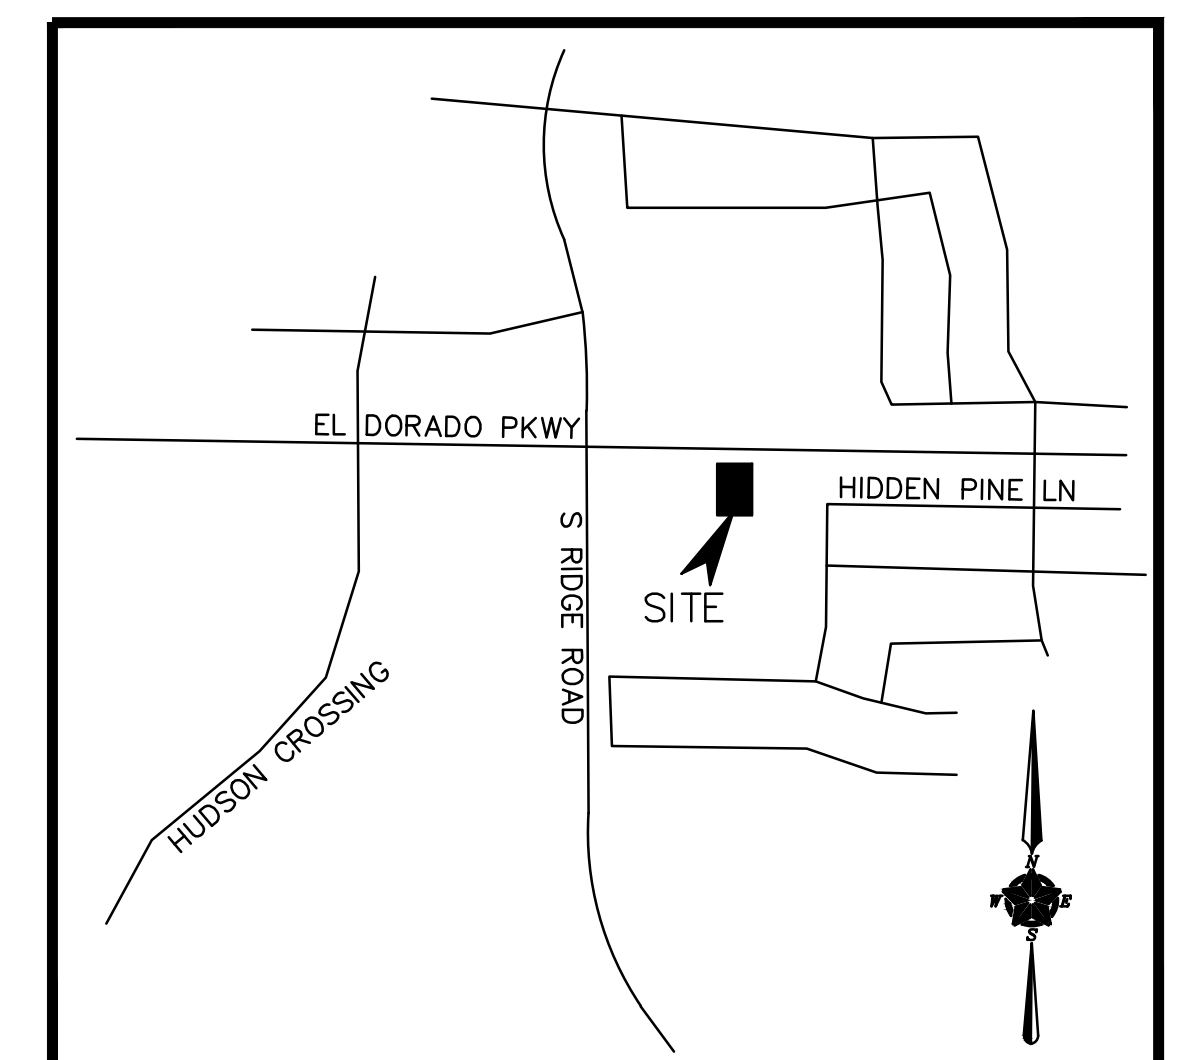 EL DORADO PKWY
HIDDEN PINE LN
S RIDGE ROAD
SITE
HUDSON CROSSING
N
W E
S